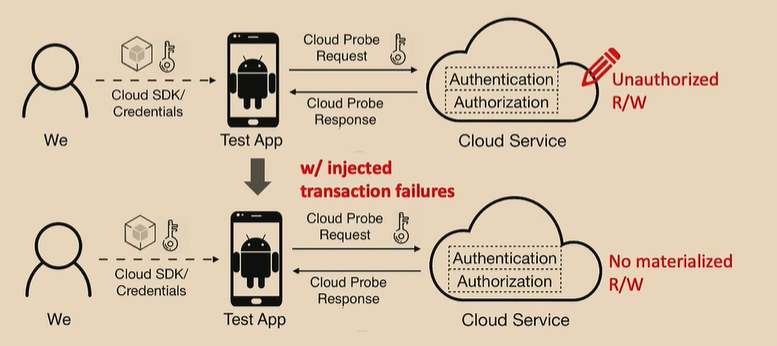 Cloud SDK/
Credentials
Cloud Probe
Request
Cloud Probe
Response
Authentication
Authorization
Unauthorized
R/W
We
Test App
Cloud Service
w/ injected
transaction failures
Cloud SDK/
Credentials
Cloud Probe
Request
Cloud Probe
Response
Authentication
Authorization
No materialized
R/W
We
Test App
Cloud Service